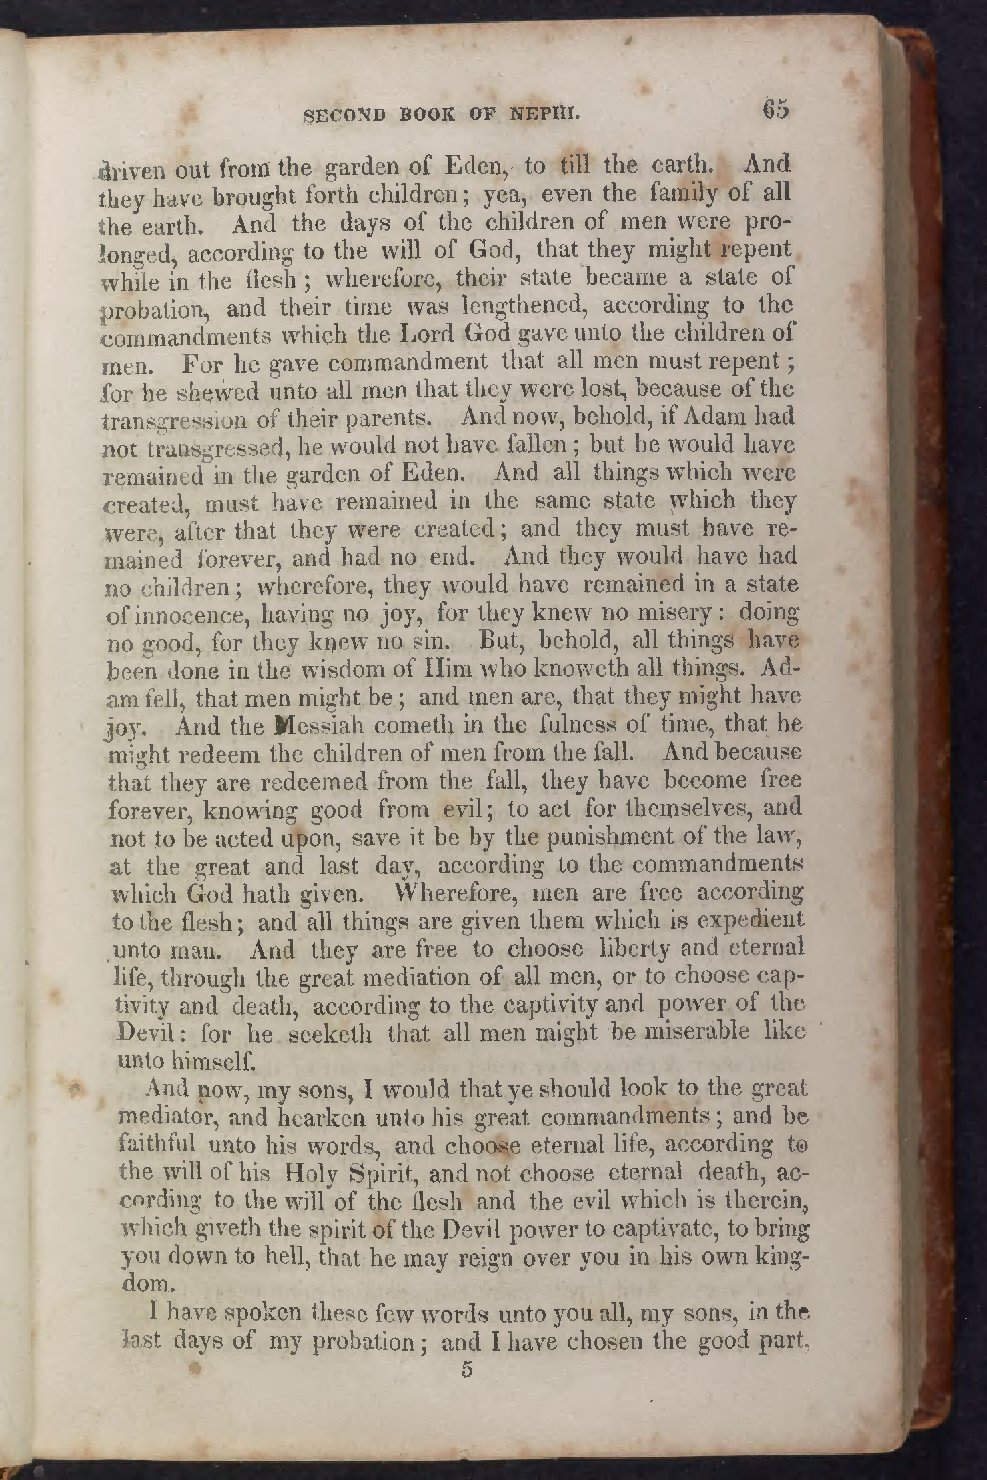 SECOND BOOK OF NEPHI. 65
driven out from the garden of Eden, to till the earth. And
they have brought forth children; yea, even the family of all
the earth. And the days of the children of men were pro-
longed, according to the will of God, that they might repent
while in the flesh; wherefore, their state became a state of
probation, and their time was lengthened, according to the
commandments which the Lord God gave unto the children of
men. For he gave commandment that all men must repent;
for he shewed unto all men that they were lost, because of the
transgression of their parents. And now, behold, if Adam had
not transgressed, he would not have fallen; but he would have
remained in the garden of Eden. And all things which were
created, must have remained in the same state which they
were, after that they were created; and they must have re-
mained forever, and had no end. And they would have had
no children; wherefore, they would have remained in a state
of innocence, having no joy, for they knew no misery: doing
no good, for they knew no sin. But, behold, all things have
been done in the wisdom of Him who knoweth all things. Ad-
am fell, that men might be; and men are, that they might have
joy. And the Messiah cometh in the fulness of time, that he
might redeem the children of men from the fall. And because
that they are redeemed from the fall, they have become free
forever, knowing good from evil; to act for themselves, and
not to be acted upon, save it be by the punishment of the law,
at the great and last day, according to the commandments
which God hath given. Wherefore, men are free according
to the flesh; and all things are given them which is expedient
unto man. And they are free to choose liberty and eternal
life, through the great mediation of all men, or to choose cap-
tivity and death, according to the captivity and power of the
Devil: for he seeketh that all men might be miserable like
unto himself.
And now, my sons, I would that ye should look to the great
mediator, and hearken unto his great commandments; and be
faithful unto his words, and choose eternal life, according to
the will of his Holy Spirit, and not choose eternal death, ac-
cording to the will of the flesh and the evil which is therein,
which giveth the spirit of the Devil power to captivate, to bring
you down to hell, that he may reign over you in his own king-
dom.
I have spoken these few words unto you all, my sons, in the
last days of my probation; and I have chosen the good part,
5